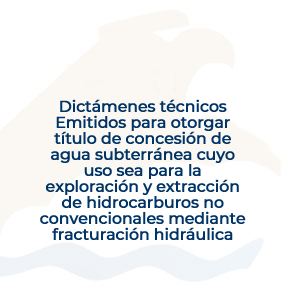 Dictámenes técnicos
Emitidos para otorgar
título de concesión de
agua subterránea cuyo
uso sea para la
exploración y extracción
de hidrocarburos no
convencionales mediante
fracturación hidráulica